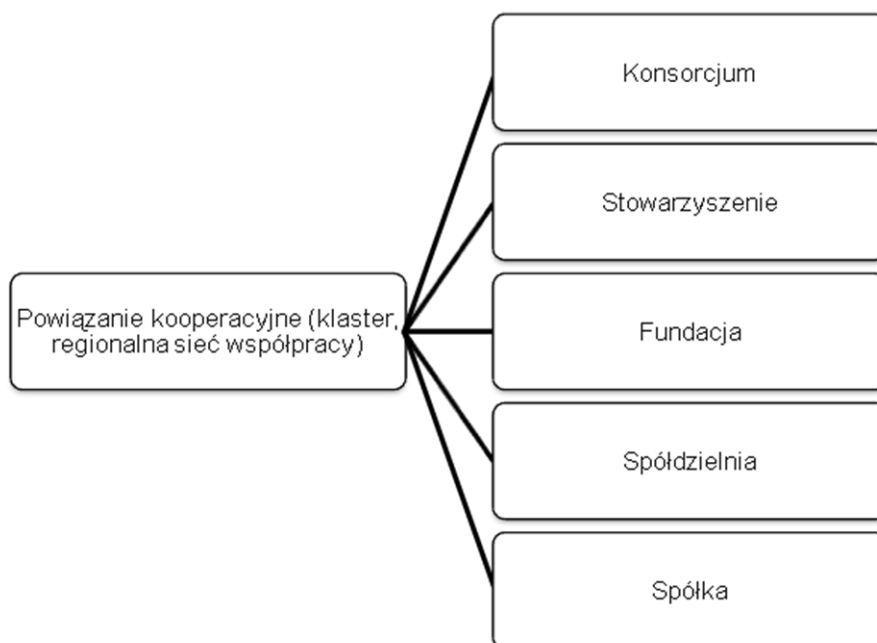 Konsorcjum
Stowarzyszenie
Powiązanie kooperacyjne (klaster,
regionalna sieć współpracy)
Fundacja
Spółdzielnia
Spółka